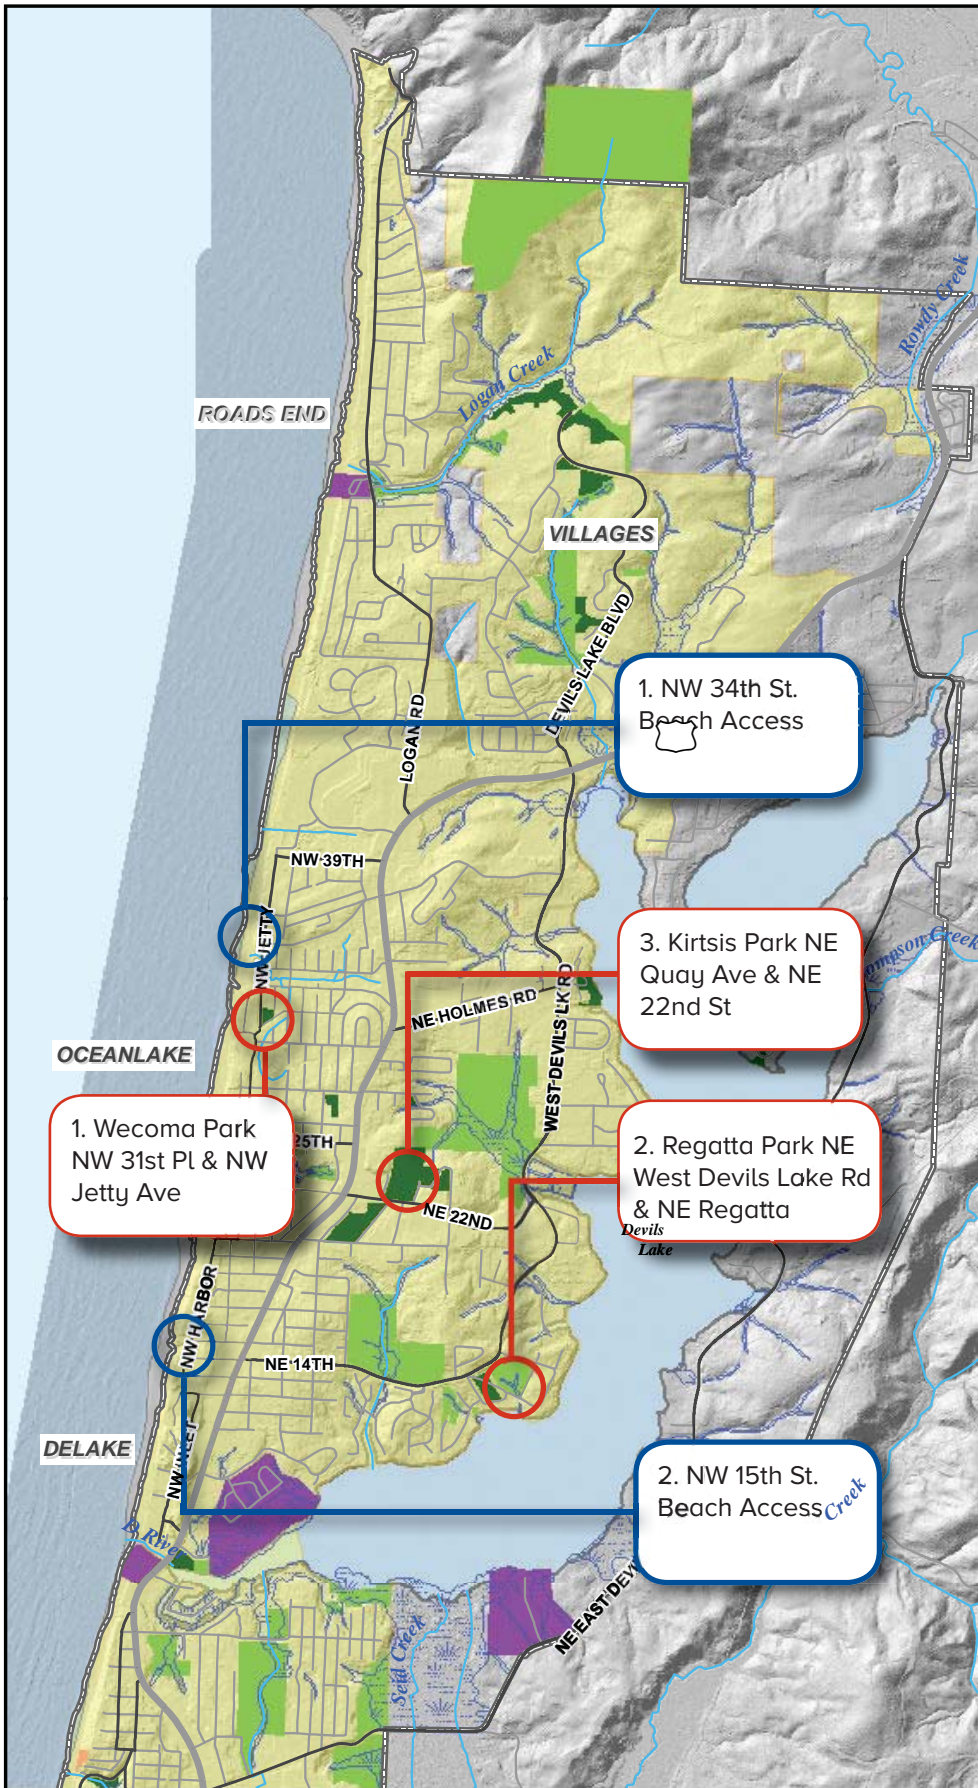 Logan Creek
Rowdy Creek
ROADS END
VILLAGES
DEVILS LAKE BLVD
LOGAN RD
1. NW 34th St.
Beach Access
NW 39TH
NW JETTY
3. Kirtsis Park NE
Quay Ave & NE
22nd St
NE HOLMES RD
WEST DEVILS LK RD
OCEANLAKE
1. Wecoma Park
NW 31st Pl & NW
Jetty Ave
25TH
2. Regatta Park NE
West Devils Lake Rd
& NE Regatta
NE 22ND
Devils
Lake
NW HARBOR
NE 14TH
DELAKE
2. NW 15th St.
Beach Access
Creek
D River
NE EAST
Seid Creek